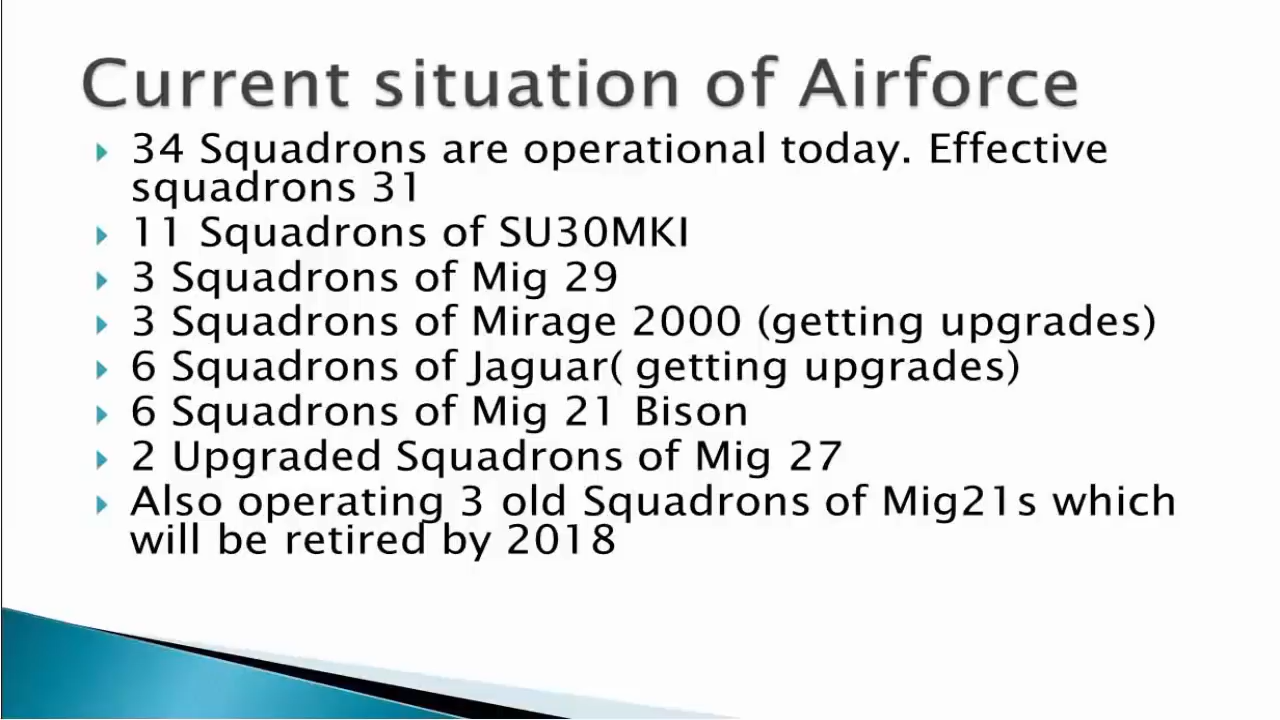 Current situation of Airforce
34 Squadrons are operational today. Effective
squadrons 31
11 Squadrons of SU30MKI
3 Squadrons of Mig 29
3 Squadrons of Mirage 2000 (getting upgrades)
6 Squadrons of Jaguar( getting upgrades)
6 Squadrons of Mig 21 Bison
2 Upgraded Squadrons of Mig 27
Also operating 3 old Squadrons of Mig21s which
will be retired by 2018